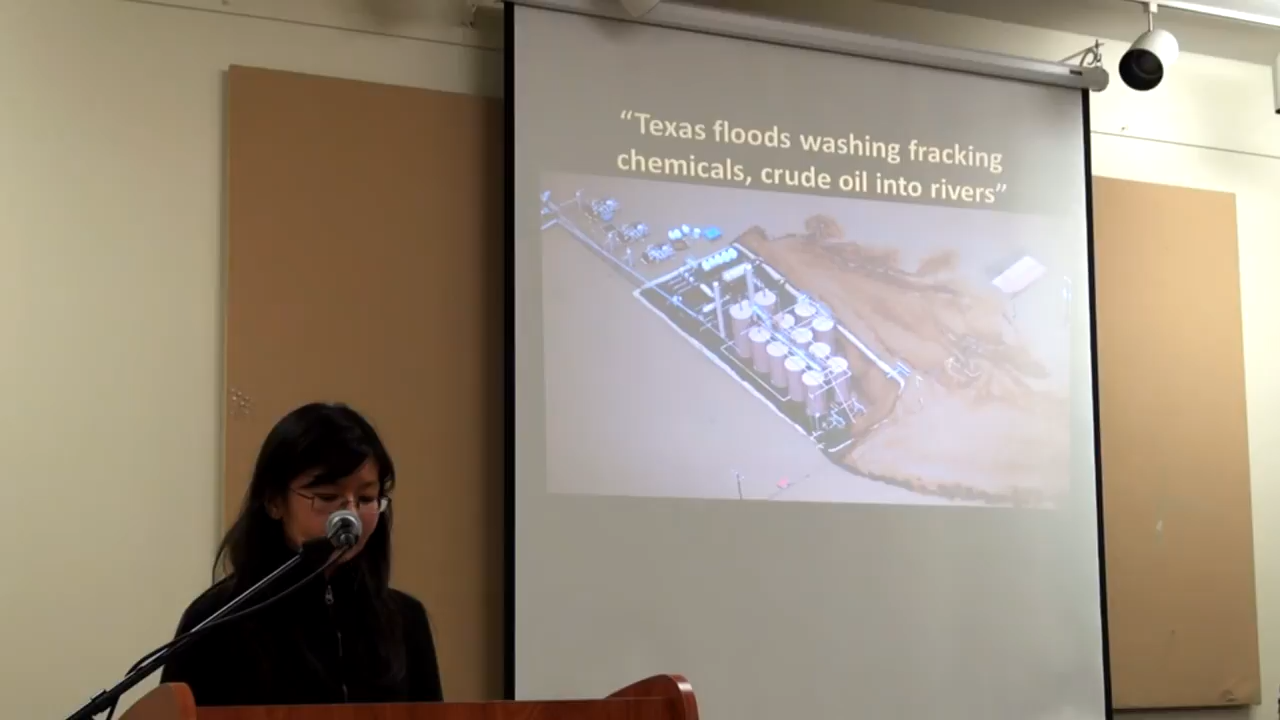 “Texas floods washing fracking
chemicals, crude oil into rivers”